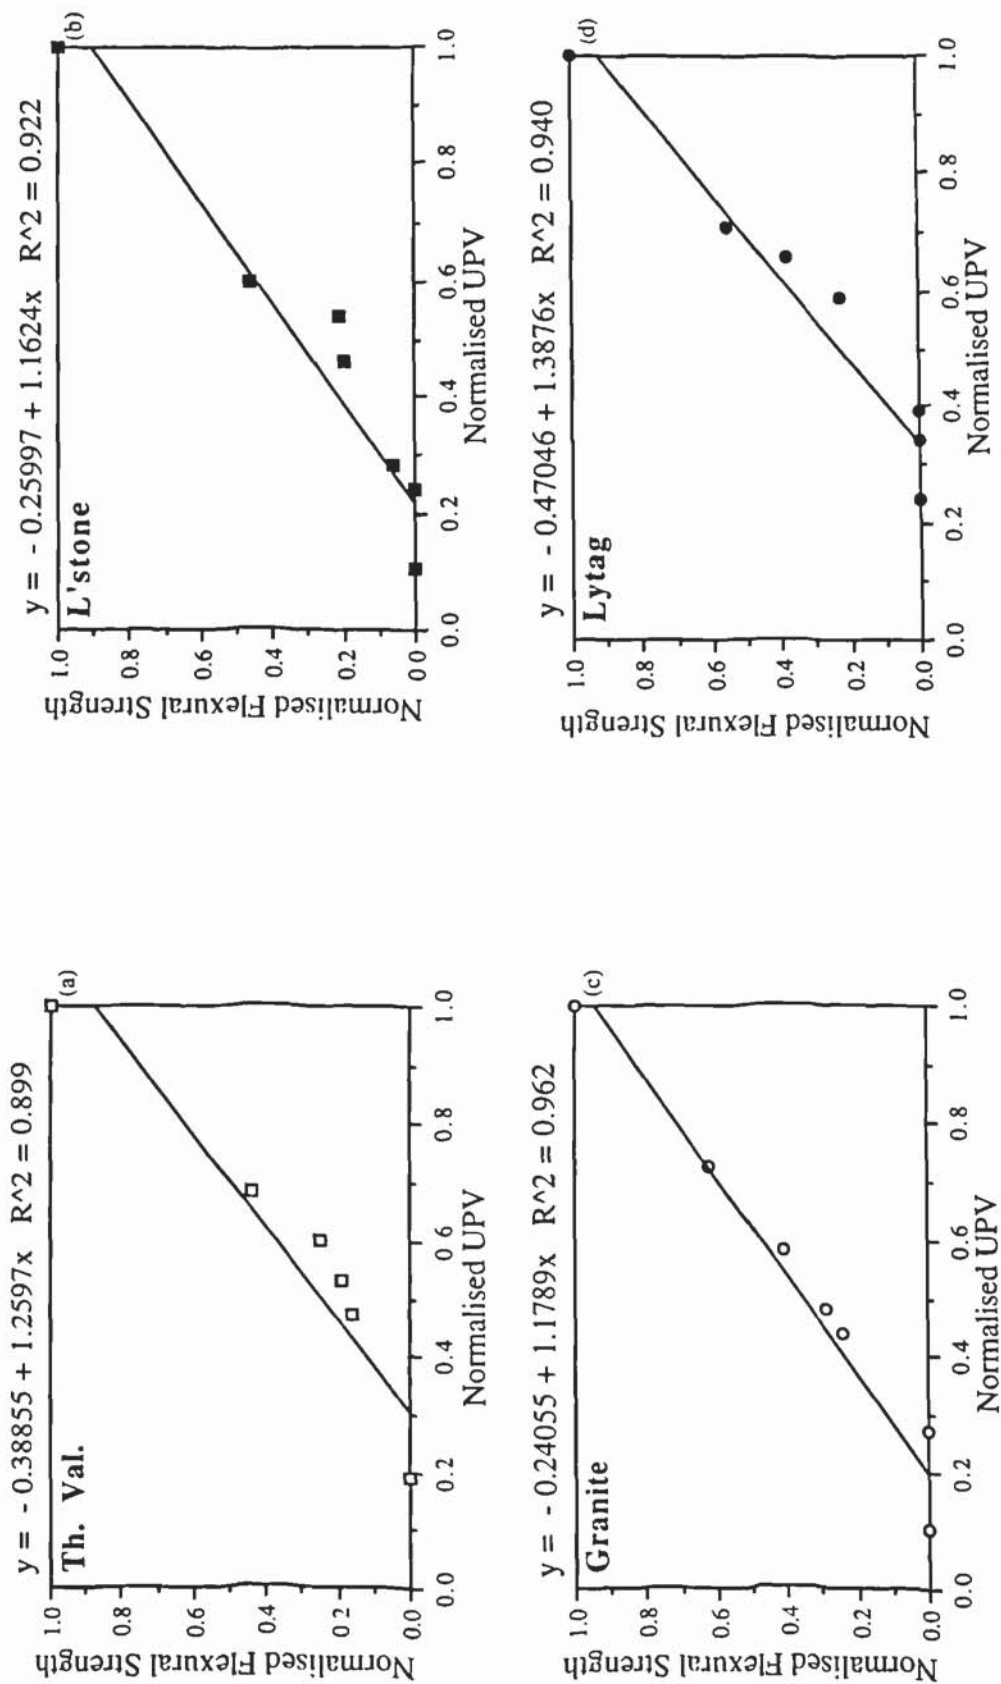 y = - 0.38855 + 1.2597x R^2 = 0.899
Th. Val.
(a)
Normalised Flexural Strength
1.0
0.8
0.6
0.4
0.2
0.0
0.0 0.2 0.4 0.6 0.8 1.0
Normalised UPV
y = - 0.25997 + 1.1624x R^2 = 0.922
L'stone
(b)
Normalised Flexural Strength
1.0
0.8
0.6
0.4
0.2
0.0
0.0 0.2 0.4 0.6 0.8 1.0
Normalised UPV
y = - 0.24055 + 1.1789x R^2 = 0.962
Granite
(c)
Normalised Flexural Strength
1.0
0.8
0.6
0.4
0.2
0.0
0.0 0.2 0.4 0.6 0.8 1.0
Normalised UPV
y = - 0.47046 + 1.3876x R^2 = 0.940
Lytag
(d)
Normalised Flexural Strength
1.0
0.8
0.6
0.4
0.2
0.0
0.0 0.2 0.4 0.6 0.8 1.0
Normalised UPV